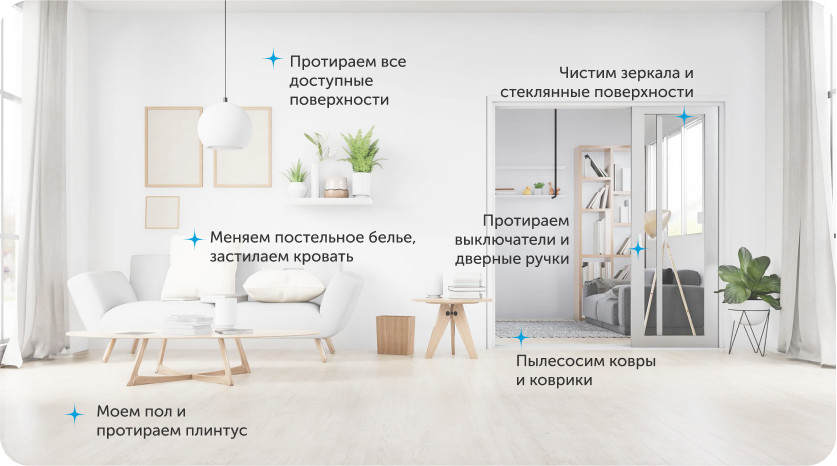 Протираем все
доступные
поверхности
Чистим зеркала и
стеклянные поверхности
Протираем
выключатели и
дверные ручки
Меняем постельное белье,
застилаем кровать
Пылесосим ковры
и коврики
Моем пол и
протираем плинтус